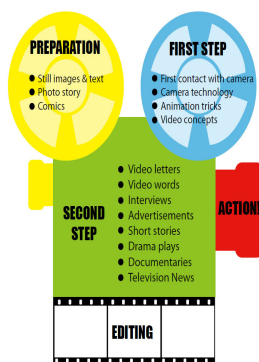 PREPARATION
● Still images & text
● Photo story
● Comics
FIRST STEP
● First contact with camera
● Camera technology
● Animation tricks
● Video concepts
SECOND
STEP
● Video letters
● Video words
● Interviews
● Advertisements
● Short stories
● Drama plays
● Documentaries
● Television News
ACTION!
EDITING